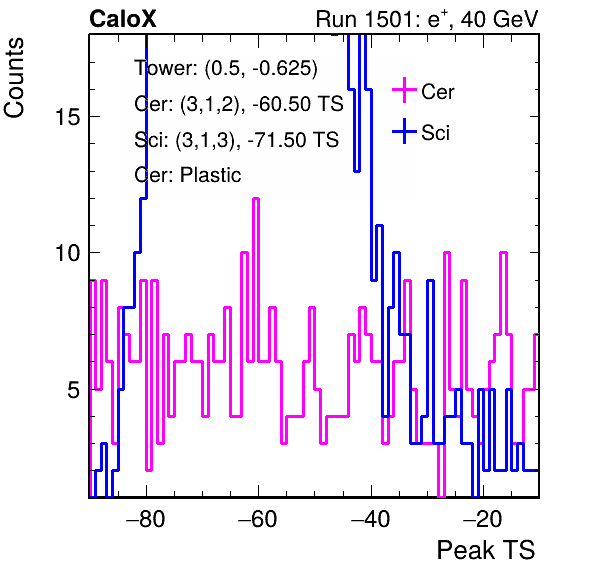 CaloX Run 1501: e⁺, 40 GeV
Counts
Tower: (0.5, -0.625)
Cer: (3,1,2), -60.50 TS
Sci: (3,1,3), -71.50 TS
Cer: Plastic
Cer
Sci
15
10
5
−80 −60 −40 −20
Peak TS